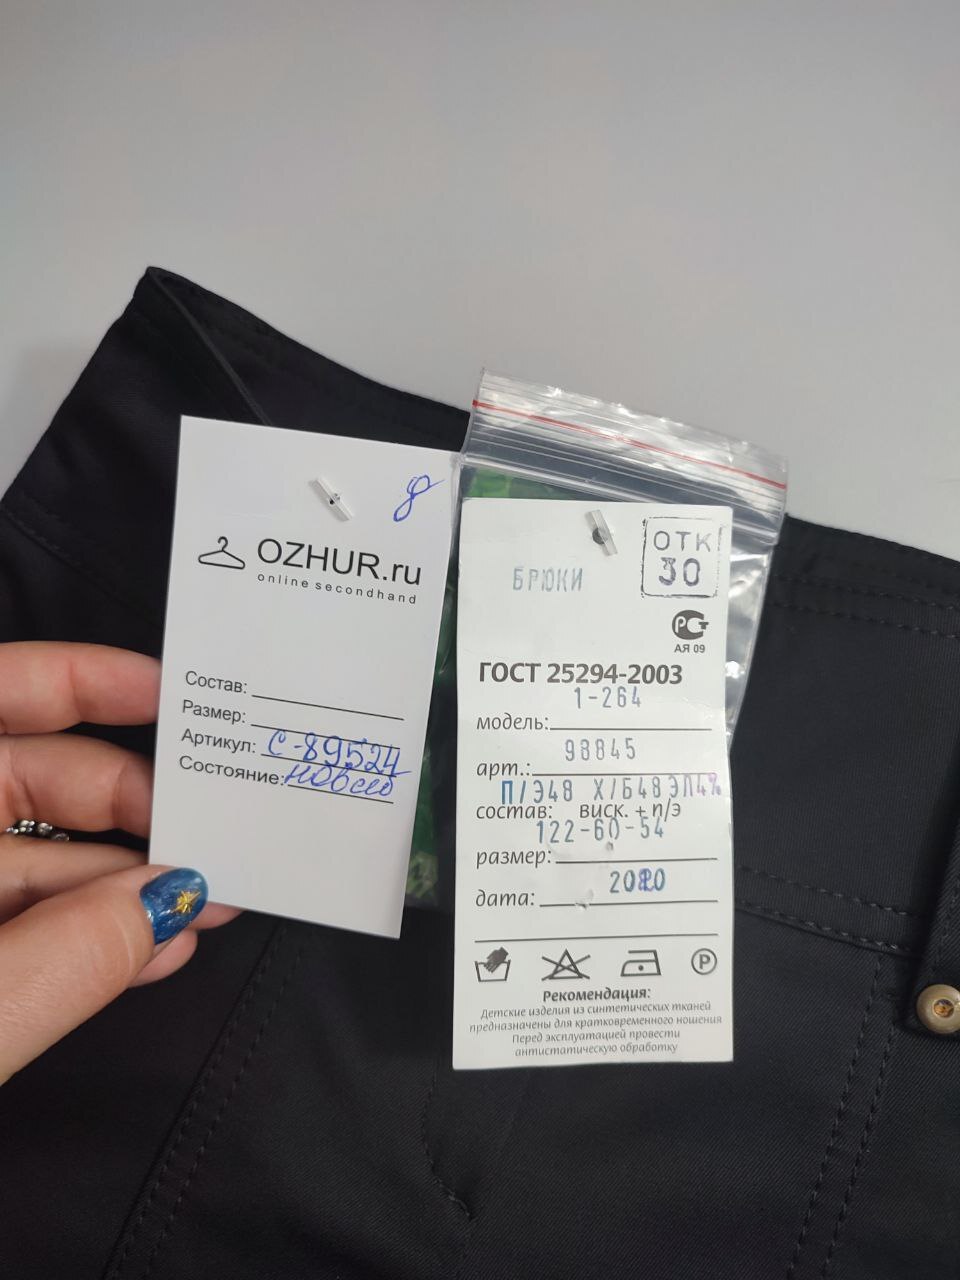 OZHUR.ru
online secondhand
Состав:
Размер:
Артикул: С-89524
Состояние: новое
БРЮКИ
ОТК
30
РСТ
АЯ 09
ГОСТ 25294-2003
1-264
модель:
98845
арт.:
П/Э48 Х/Б48 ЭЛ4%
состав: виск. + п/э
122-60-54
размер:
дата:
Р
Рекомендация:
Детские изделия из синтетических тканей
предназначены для кратковременного ношения
Перед эксплуатацией провести
антистатическую обработку